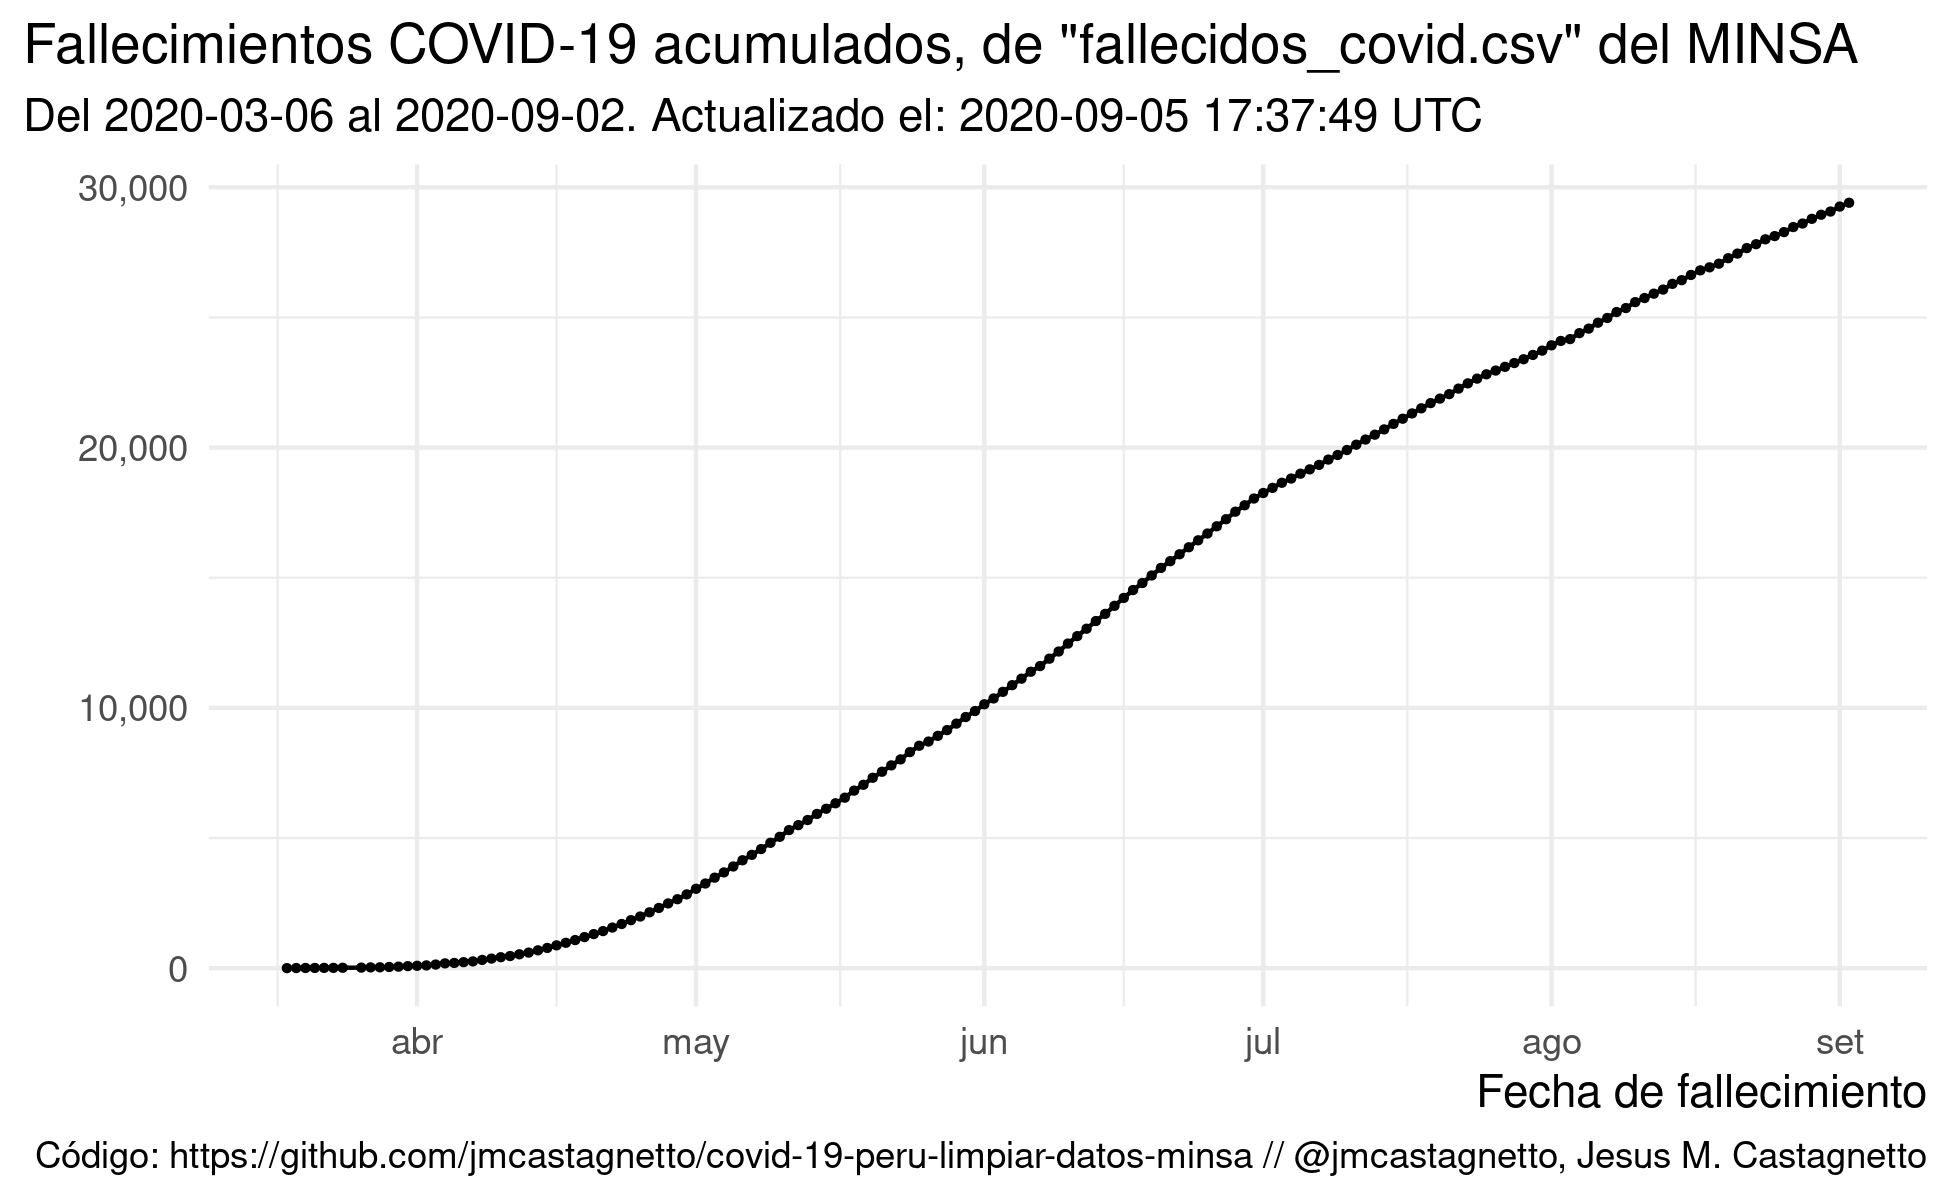 Fallecimientos COVID-19 acumulados, de "fallecidos_covid.csv" del MINSA
Del 2020-03-06 al 2020-09-02. Actualizado el: 2020-09-05 17:37:49 UTC
30,000
20,000
10,000
0
abr may jun jul ago set
Fecha de fallecimiento
Código: https://github.com/jmcastagnetto/covid-19-peru-limpiar-datos-minsa // @jmcastagnetto, Jesus M. Castagnetto